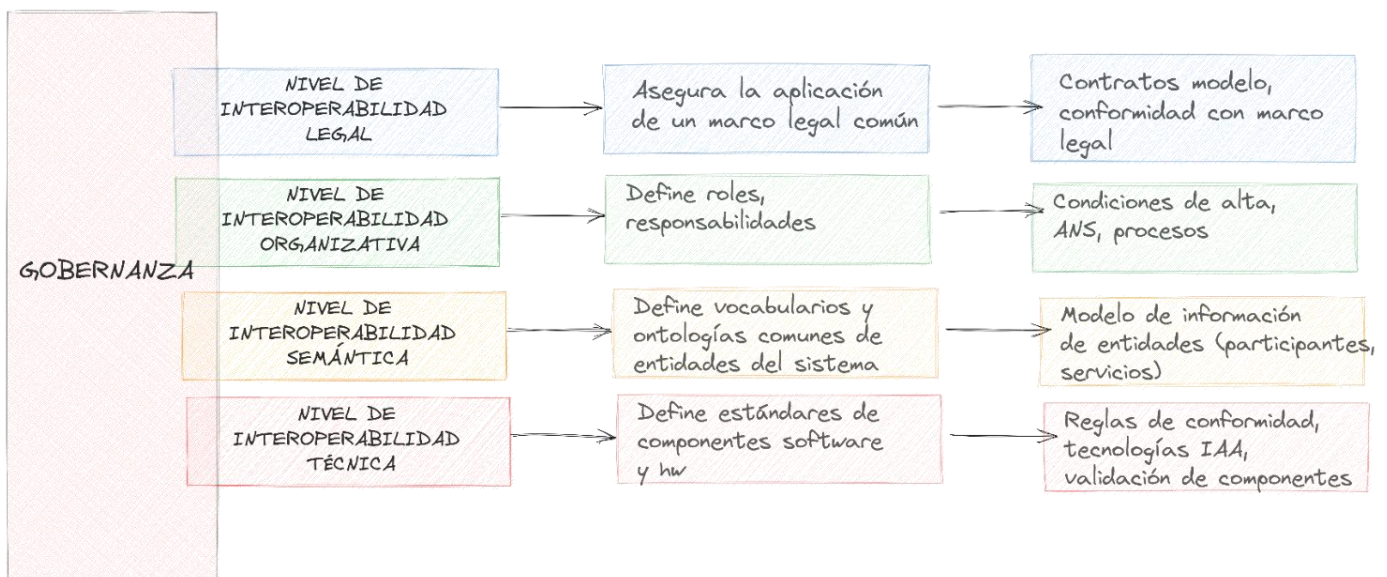 GOBERNANZA
NIVEL DE
INTEROPERABILIDAD
LEGAL
Asegura la aplicación
de un marco legal común
Contratos modelo,
conformidad con marco
legal
NIVEL DE
INTEROPERABILIDAD
ORGANIZATIVA
Define roles,
responsabilidades
Condiciones de alta,
ANS, procesos
NIVEL DE
INTEROPERABILIDAD
SEMÁNTICA
Define vocabularios y
ontologías comunes de
entidades del sistema
Modelo de información
de entidades (participantes,
servicios)
NIVEL DE
INTEROPERABILIDAD
TÉCNICA
Define estándares de
componentes software
y hw
Reglas de conformidad,
tecnologías IAA,
validación de componentes